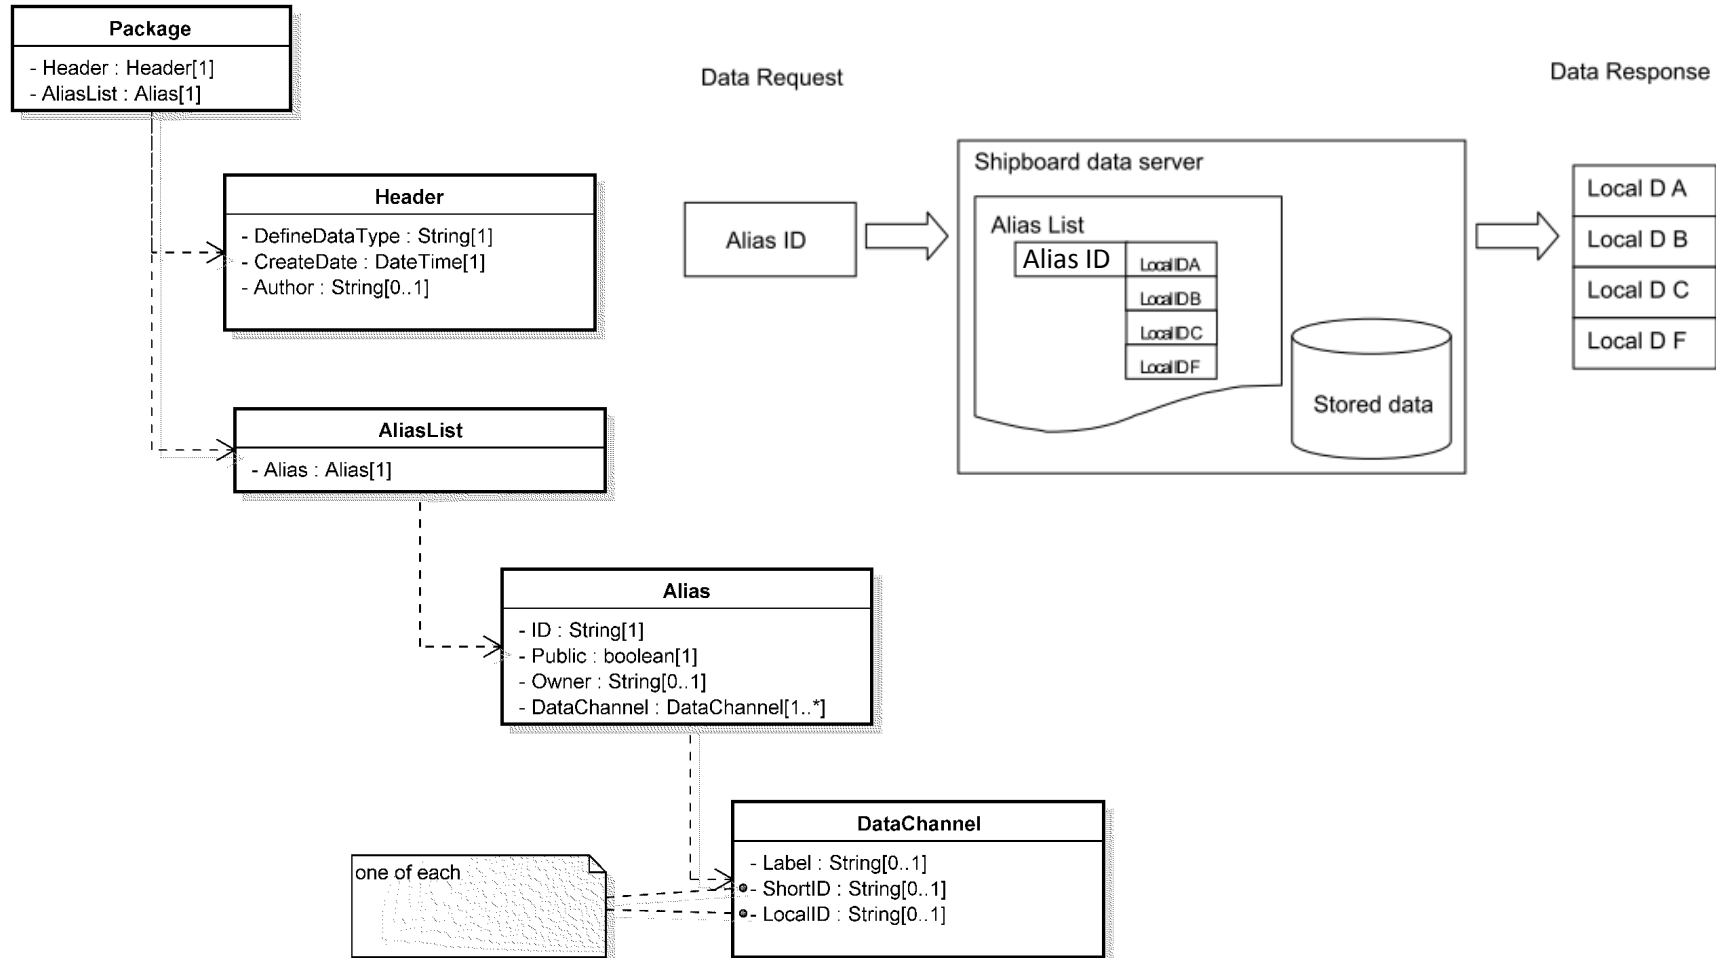 Package
- Header : Header[1]
- AliasList : Alias[1]
Header
- DefineDataType : String[1]
- CreateDate : DateTime[1]
- Author : String[0..1]
AliasList
- Alias : Alias[1]
Alias
- ID : String[1]
- Public : boolean[1]
- Owner : String[0..1]
- DataChannel : DataChannel[1..*]
DataChannel
- Label : String[0..1]
- ShortID : String[0..1]
- LocalID : String[0..1]
one of each
Data Request
Alias ID
Shipboard data server
Alias List
Alias ID
LocalIDA
LocalIDB
LocalIDC
LocalIDF
Stored data
Data Response
Local D A
Local D B
Local D C
Local D F